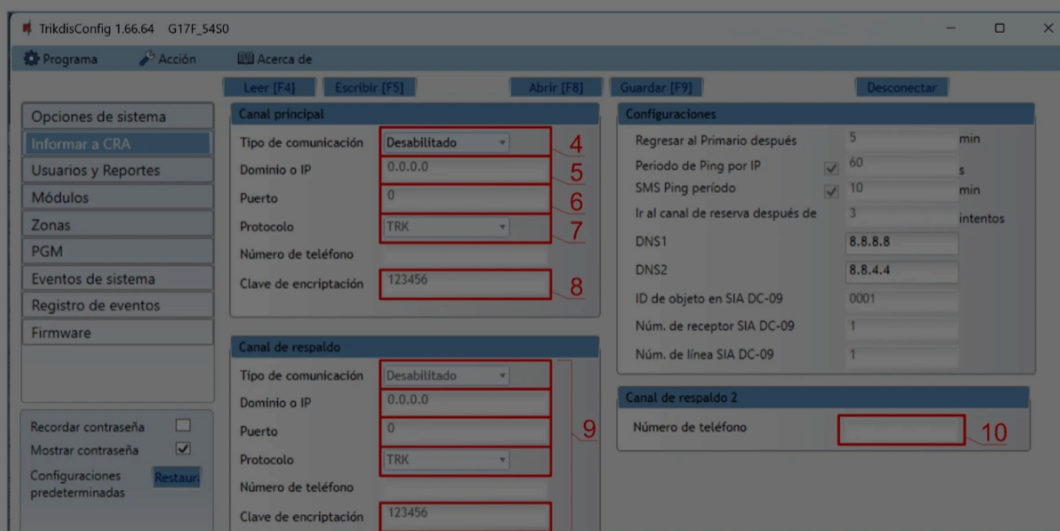 TrikdisConfig 1.66.64 G17F_54S0
Programa Acción Acerca de
Leer [F4] Escribir [F5] Abrir [F8] Guardar [F9] Desconectar
Opciones de sistema
Informar a CRA
Usuarios y Reportes
Módulos
Zonas
PGM
Eventos de sistema
Registro de eventos
Firmware
Recordar contraseña
Mostrar contraseña
Configuraciones
predeterminadas
Restaur
Canal principal
Tipo de comunicación Desabilitado 4
Dominio o IP 0.0.0.0 5
Puerto 0 6
Protocolo TRK 7
Número de teléfono
Clave de encriptación 123456 8
Canal de respaldo
Tipo de comunicación Desabilitado
Dominio o IP 0.0.0.0
Puerto 0 9
Protocolo TRK
Número de teléfono
Clave de encriptación 123456
Configuraciones
Regresar al Primario después 5 min
Periodo de Ping por IP 60 s
SMS Ping período 10 min
Ir al canal de reserva después de 3 intentos
DNS1 8.8.8.8
DNS2 8.8.4.4
ID de objeto en SIA DC-09 0001
Núm. de receptor SIA DC-09 1
Núm. de línea SIA DC-09 1
Canal de respaldo 2
Número de teléfono 10